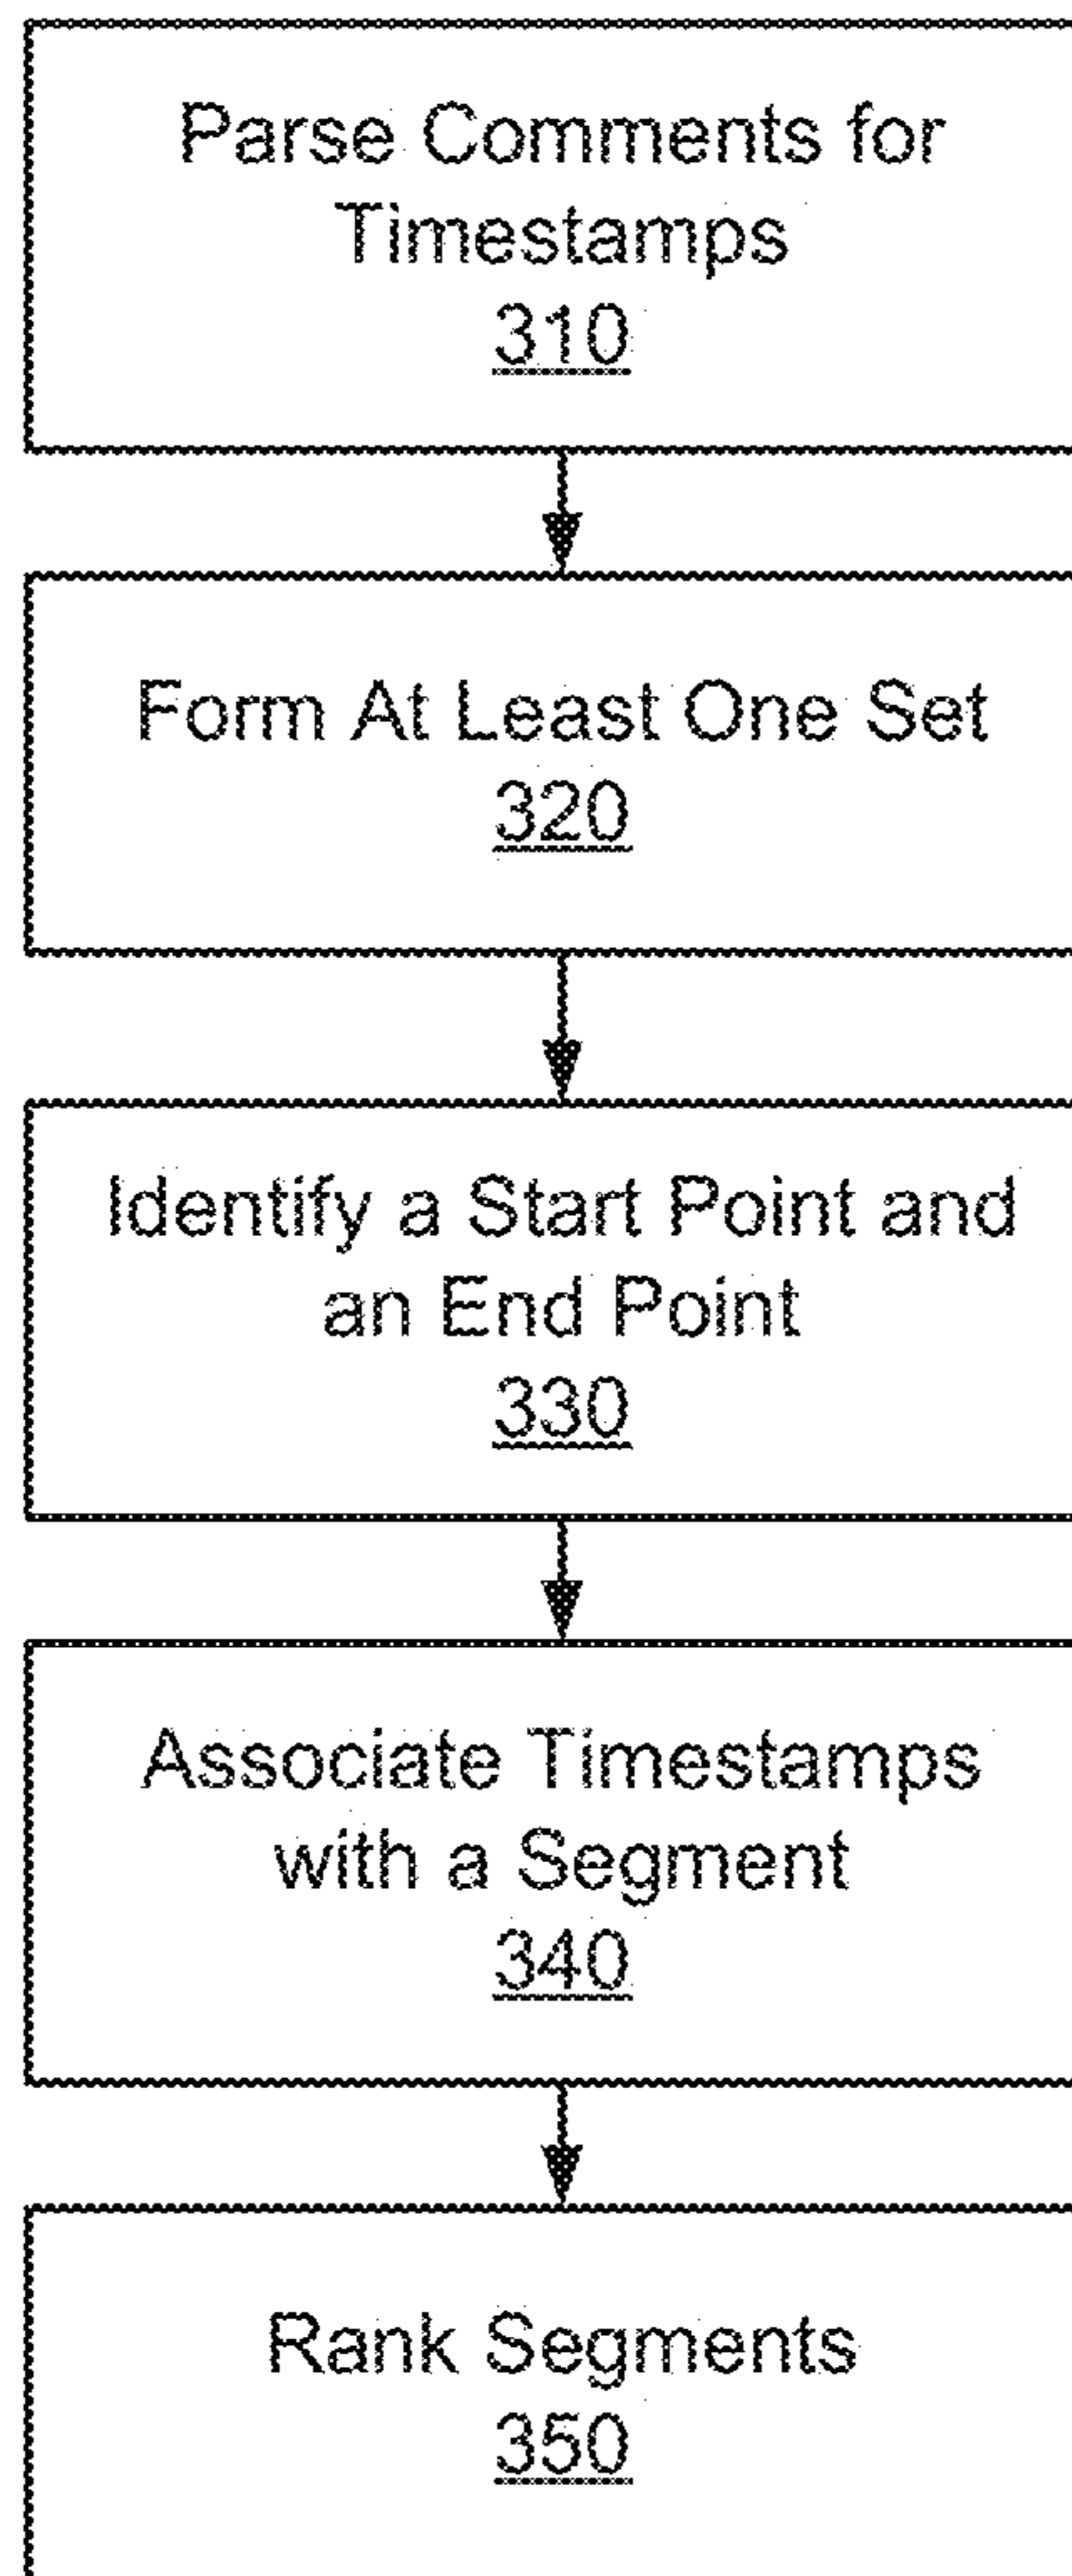 Parse Comments for
Timestamps
310
Form At Least One Set
320
Identify a Start Point and
an End Point
330
Associate Timestamps
with a Segment
340
Rank Segments
350